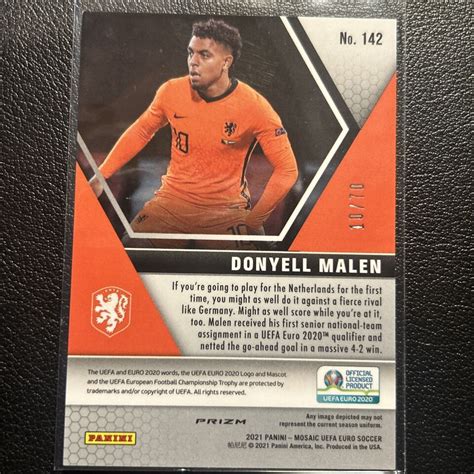 No. 142
10
10
DONYELL MALEN
If you're going to play for the Netherlands for the
first time, you might as well do it against a fierce rival
like Germany. Might as well score while you're at it,
too. Malen received his first senior national-team
assignment in a UEFA Euro 2020™ qualifier and
netted the go-ahead goal in a massive 4-2 win.
The UEFA and EURO 2020 words, the UEFA EURO 2020 Logo and Mascot
and the UEFA European Football Championship Trophy are protected by
trademarks and/or copyright of UEFA. All rights reserved.
OFFICIAL
LICENSED
PRODUCT
UEFA EURO 2020
Any image depicted may not
represent the current season uniform.
PRIZM
PANINI
2021 PANINI – MOSAIC UEFA EURO SOCCER
© 2021 Panini America, Inc. Produced in the USA.